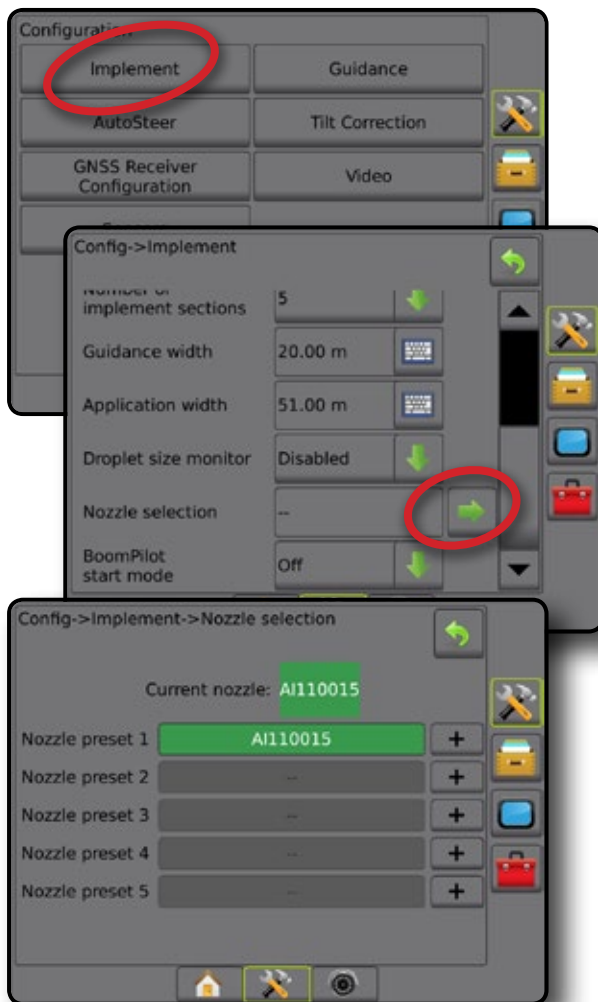 Configuration
Implement
Guidance
AutoSteer
Tilt Correction
GNSS Receiver
Configuration
Video
Config->Implement
Number of
implement sections
5
Guidance width
20.00 m
Application width
51.00 m
Droplet size monitor
Disabled
Nozzle selection
--
BoomPilot
start mode
Off
Config->Implement->Nozzle selection
Current nozzle: AI110015
Nozzle preset 1
AI110015
+
Nozzle preset 2
--
+
Nozzle preset 3
--
+
Nozzle preset 4
--
+
Nozzle preset 5
--
+